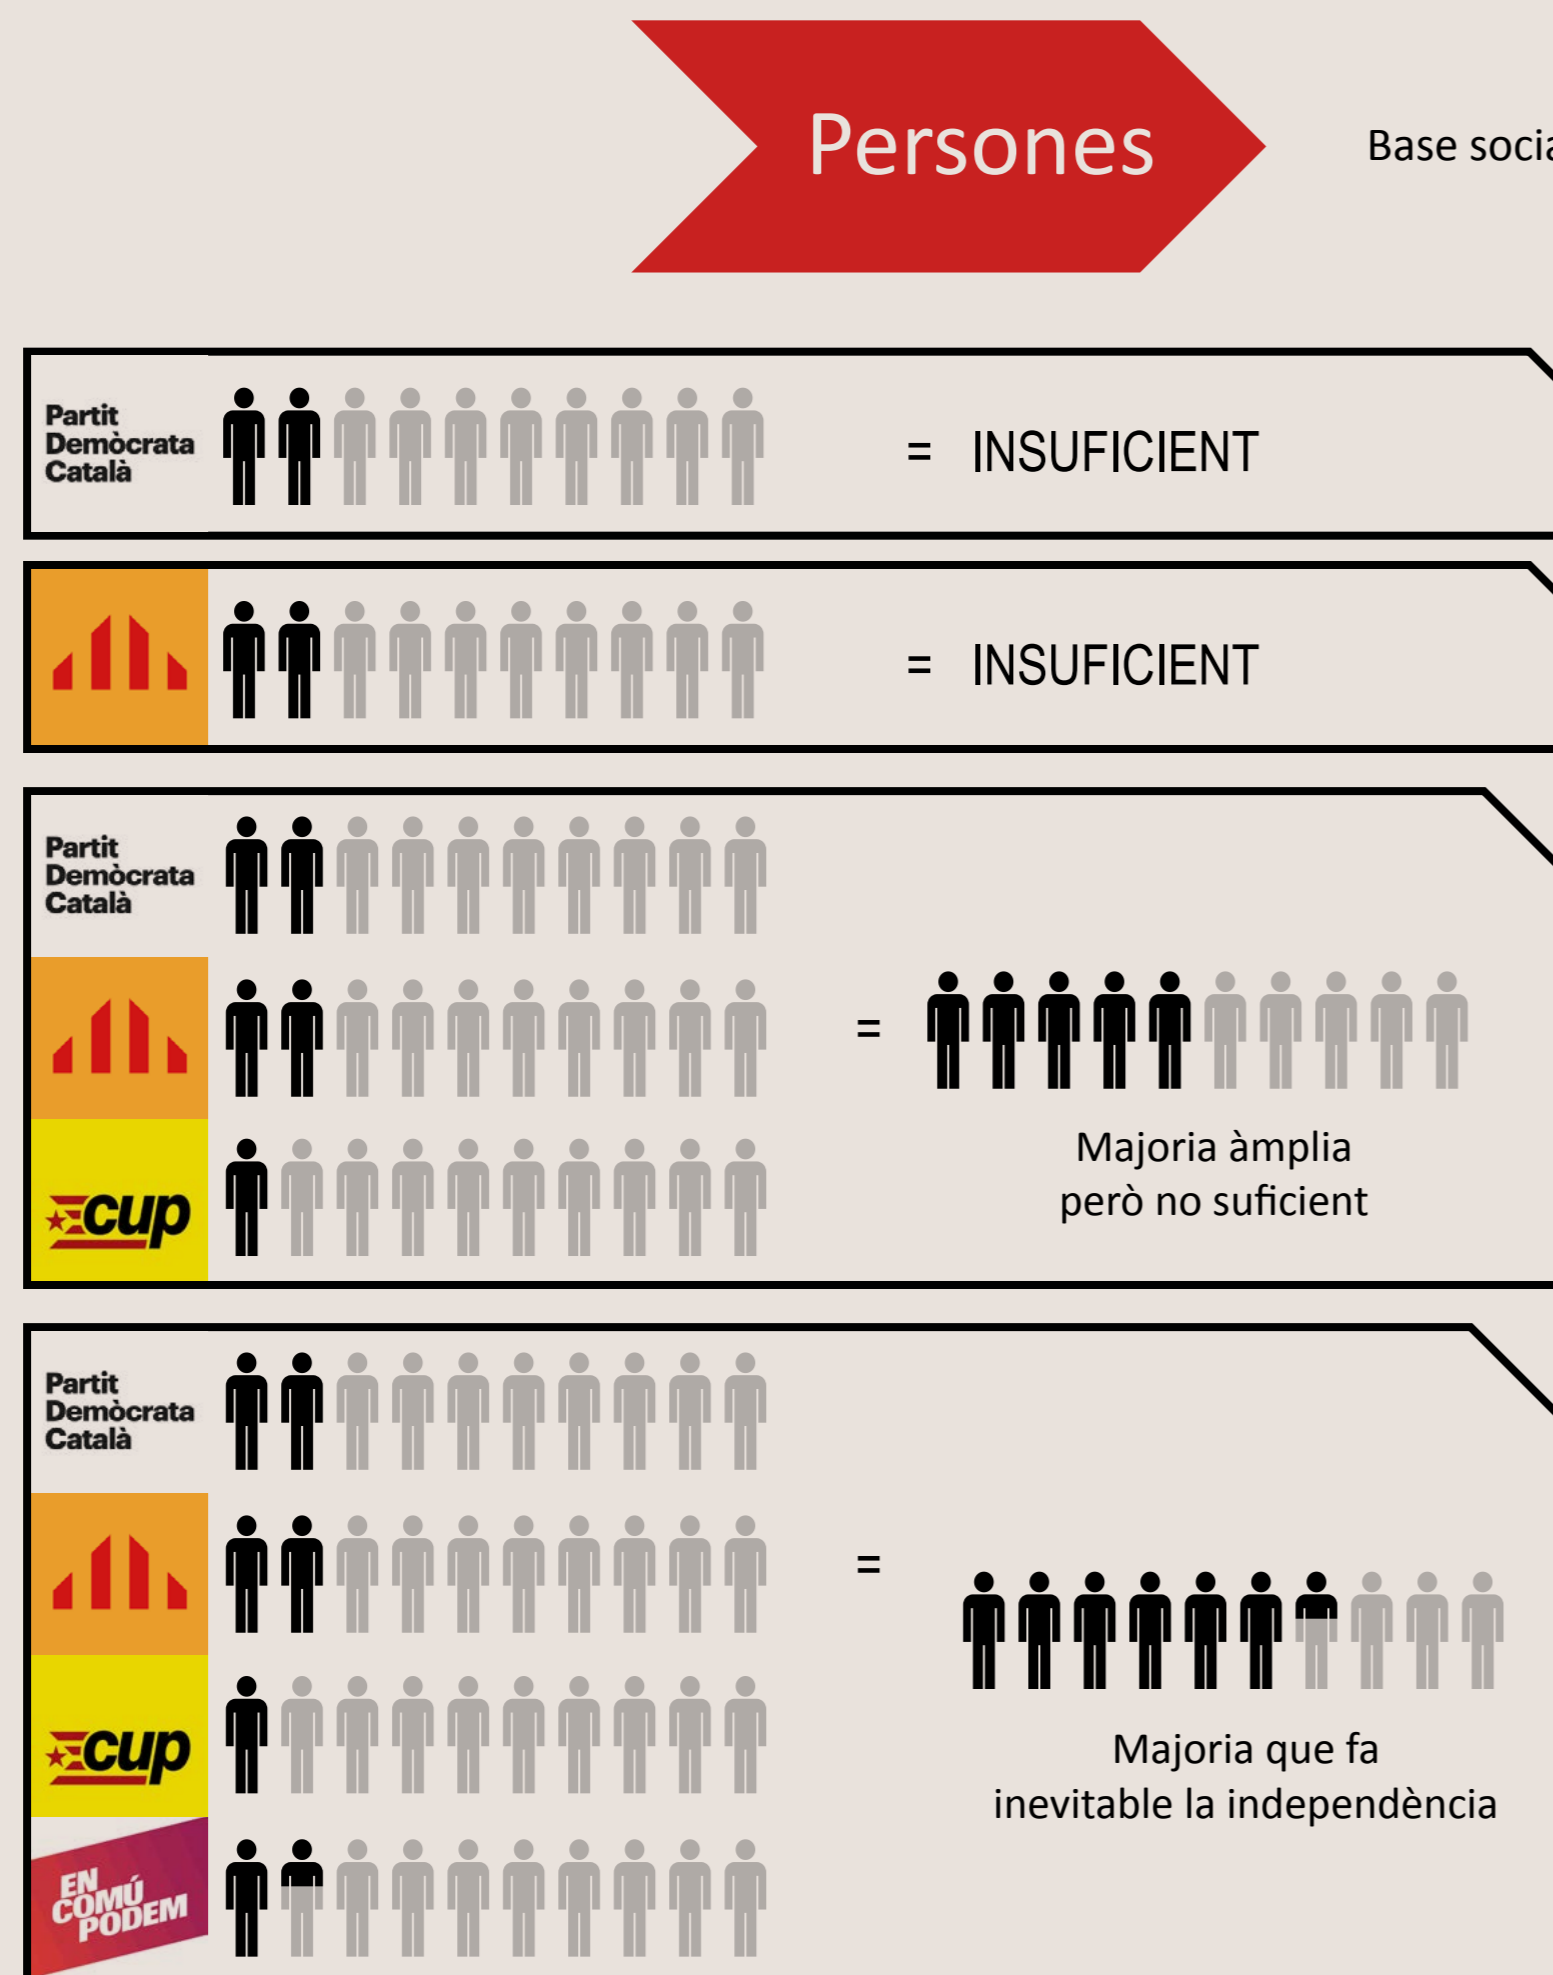 Persones
Base socia
Partit
Demòcrata
Català
= INSUFICIENT
= INSUFICIENT
Partit
Demòcrata
Català
cup
=
Majoria àmplia
però no suficient
Partit
Demòcrata
Català
cup
EN
COMÚ
PODEM
=
Majoria que fa
inevitable la independència